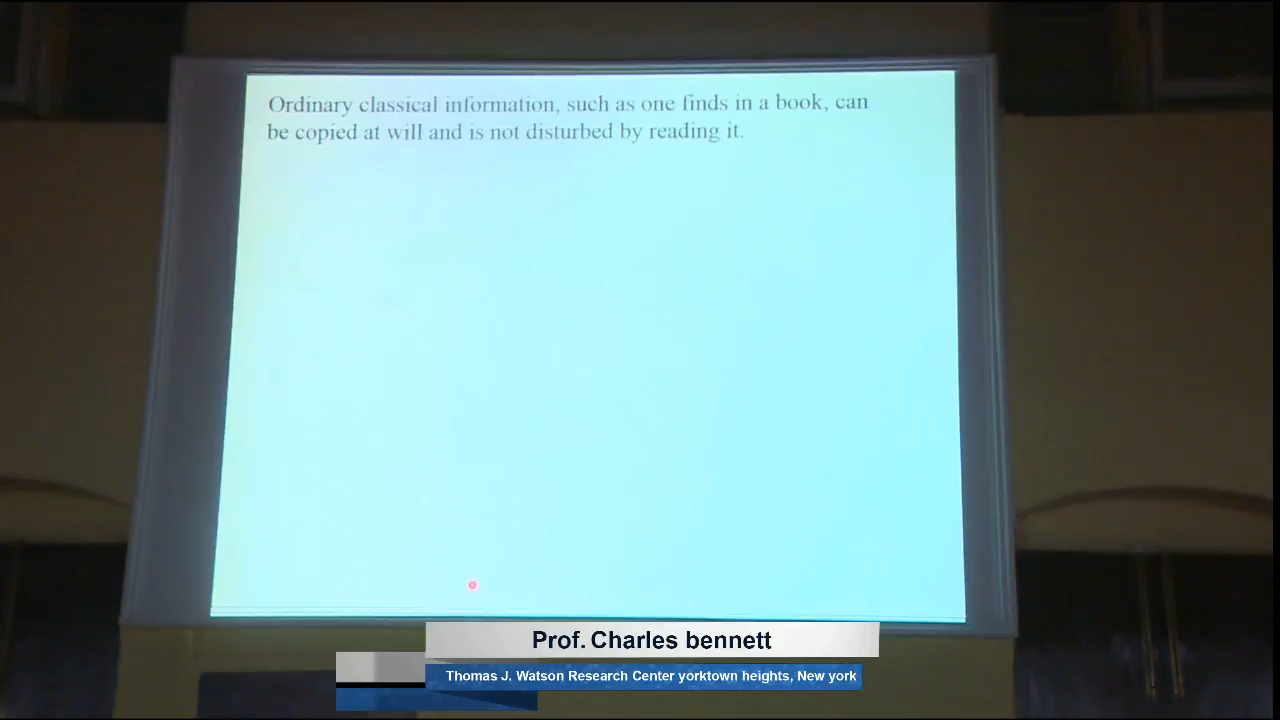 Ordinary classical information, such as one finds in a book, can
be copied at will and is not disturbed by reading it.
Prof. Charles bennett
Thomas J. Watson Research Center yorktown heights, New york